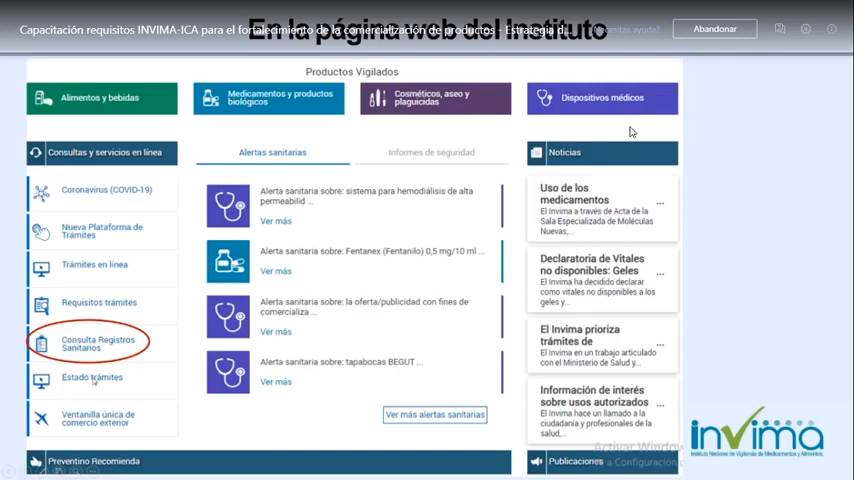 En la página web del Instituto
Capacitación requisitos INVIMA-ICA para el fortalecimiento de la comercialización de productos - Estrategia d...
¿Necesitas ayuda?
Abandonar
Productos Vigilados
Alimentos y bebidas
Medicamentos y productos
biológicos
Cosméticos, aseo y
plaguicidas
Dispositivos médicos
Consultas y servicios en línea
Coronavirus (COVID-19)
Nueva Plataforma de
Trámites
Trámites en línea
Requisitos trámites
Consulta Registros
Sanitarios
Estado trámites
Ventanilla única de
comercio exterior
Alertas sanitarias
Informes de seguridad
Alerta sanitaria sobre: sistema para hemodiálisis de alta
permeabilid ...
Ver más
Alerta sanitaria sobre: Fentanex (Fentanilo) 0,5 mg/10 ml ...
Ver más
Alerta sanitaria sobre: la oferta/publicidad con fines de
comercializa ...
Ver más
Alerta sanitaria sobre: tapabocas BEGUT ...
Ver más
Ver más alertas sanitarias
Noticias
Uso de los
medicamentos
El Invima a través de Acta de la
Sala Especializada de Moléculas
Nuevas,...
...
Declaratoria de Vitales
no disponibles: Geles
El Invima ha decidido declarar
como vitales no disponibles a los
geles y...
...
El Invima prioriza
trámites de
El Invima en un trabajo articulado
con el Ministerio de Salud y...
...
Información de interés
sobre usos autorizados
El Invima hace un llamado a la
ciudadanía y profesionales de la
salud,...
...
Preventino Recomienda
Publicaciones
Activar Window
a Configuración
invima
Instituto Nacional de Vigilancia de Medicamentos y Alimentos